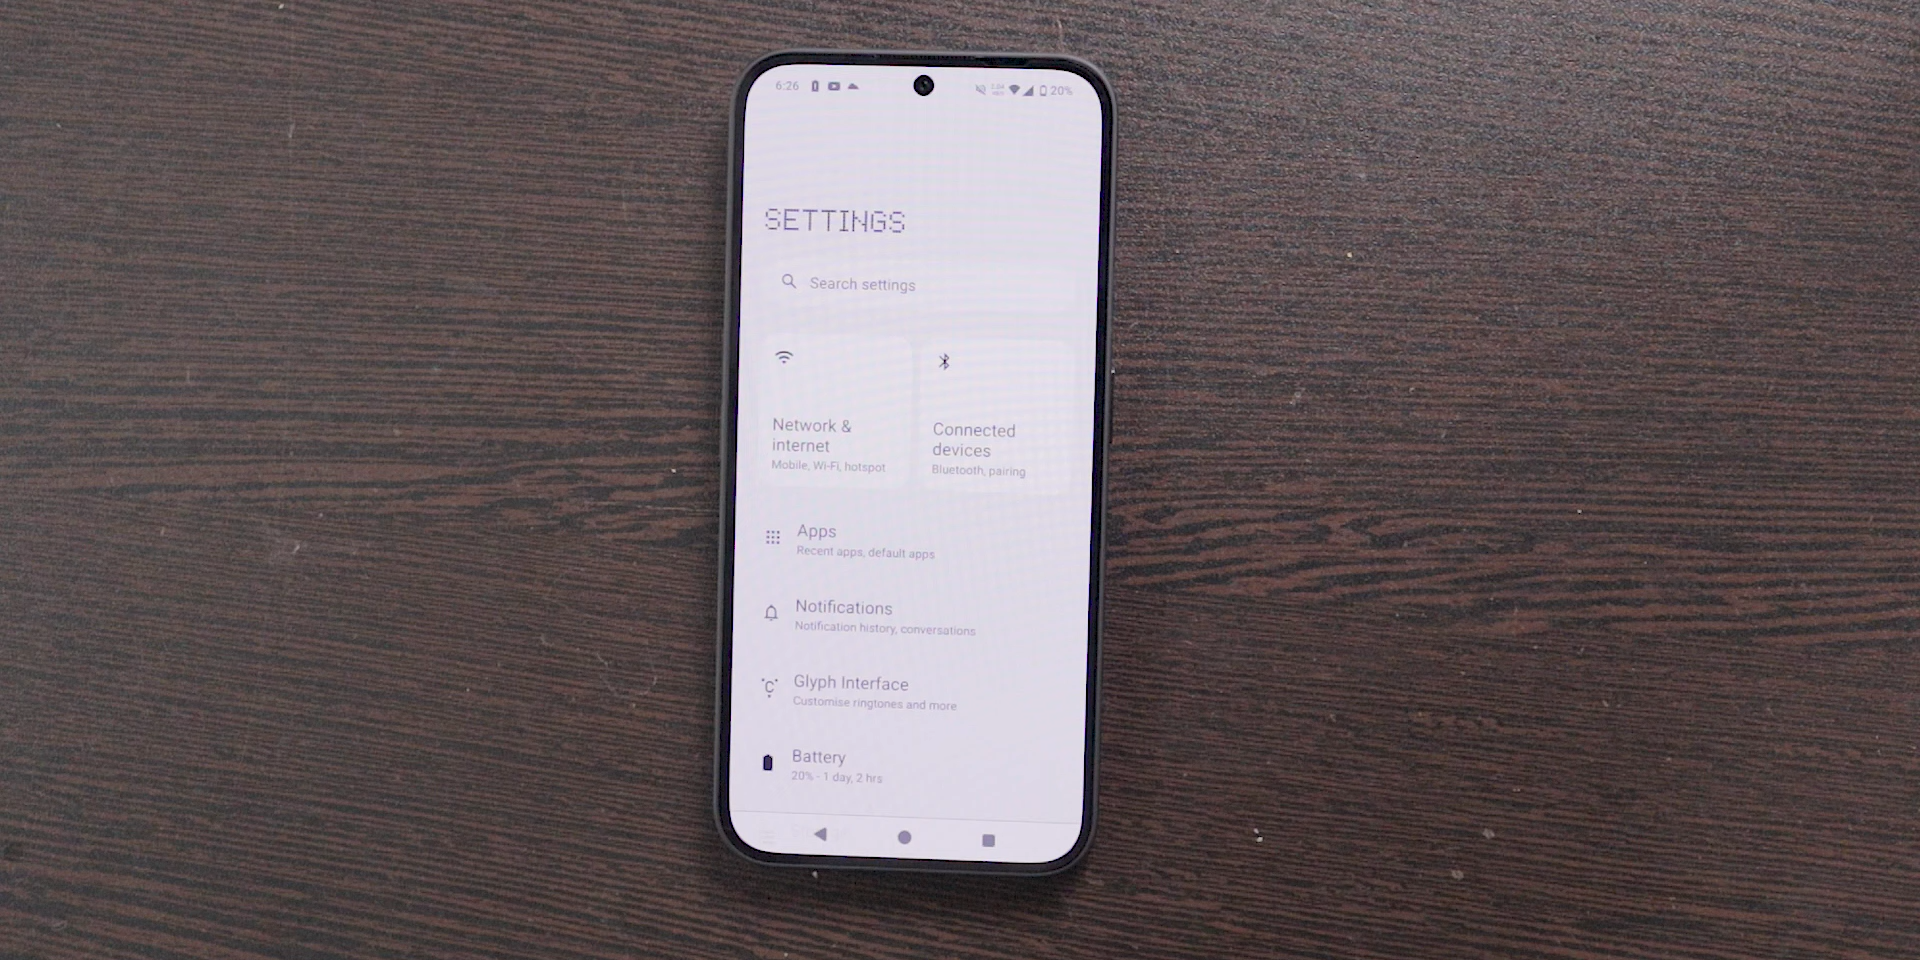 6:26
20%
SETTINGS
Search settings
Network &
internet
Mobile, Wi-Fi, hotspot
Connected
devices
Bluetooth, pairing
Apps
Recent apps, default apps
Notifications
Notification history, conversations
Glyph Interface
Customise ringtones and more
Battery
20% - 1 day, 2 hrs